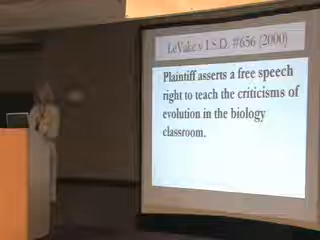 LeVake v I.S.D. #656 (2000)
Plaintiff asserts a free speech
right to teach the criticisms of
evolution in the biology
classroom.